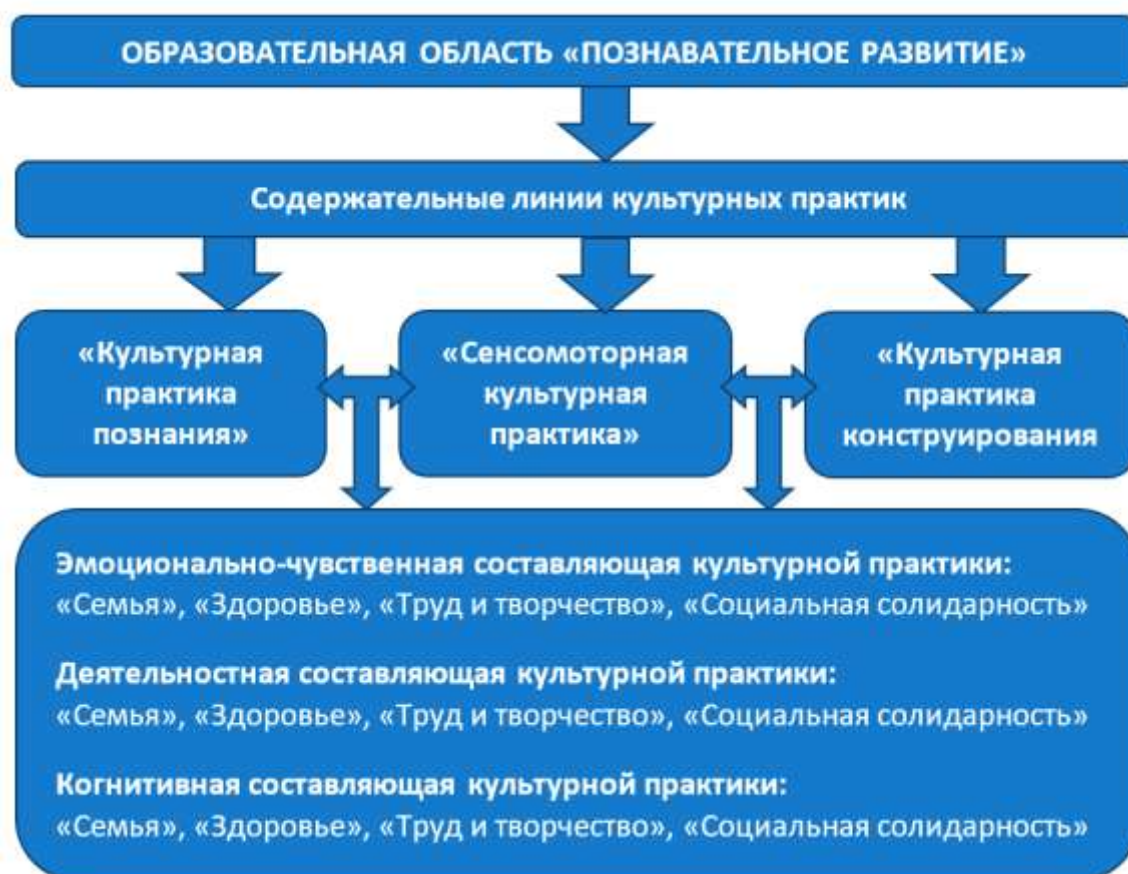 ОБРАЗОВАТЕЛЬНАЯ ОБЛАСТЬ «ПОЗНАВАТЕЛЬНОЕ РАЗВИТИЕ»
Содержательные линии культурных практик
«Культурная
практика
познания»
«Сенсомоторная
культурная
практика»
«Культурная
практика
конструирования
Эмоционально-чувственная составляющая культурной практики:
«Семья», «Здоровье», «Труд и творчество», «Социальная солидарность»
Деятельностная составляющая культурной практики:
«Семья», «Здоровье», «Труд и творчество», «Социальная солидарность»
Когнитивная составляющая культурной практики:
«Семья», «Здоровье», «Труд и творчество», «Социальная солидарность»